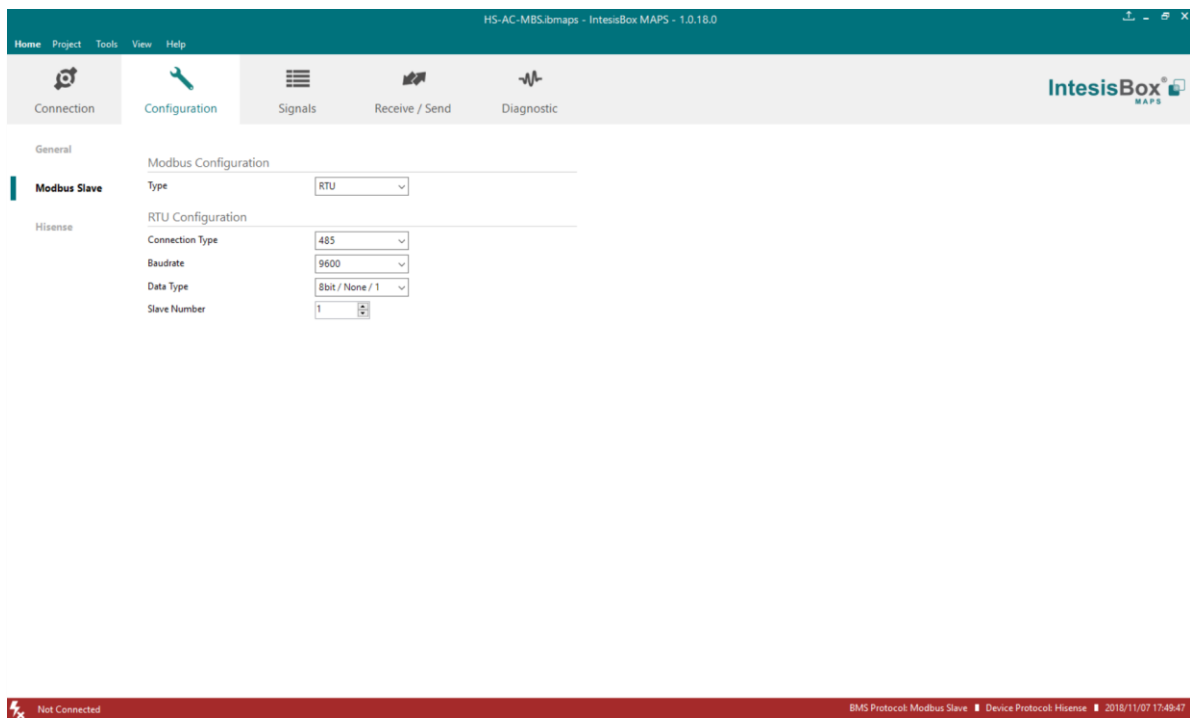 HS-AC-MBS.ibmaps - IntesisBox MAPS - 1.0.18.0
Home Project Tools View Help
Connection Configuration Signals Receive / Send Diagnostic
IntesisBox®
MAPS
General
Modbus Slave
Hisense
Modbus Configuration
Type RTU
RTU Configuration
Connection Type 485
Baudrate 9600
Data Type 8bit / None / 1
Slave Number 1
Not Connected BMS Protocol: Modbus Slave Device Protocol: Hisense 2018/11/07 17:49:47